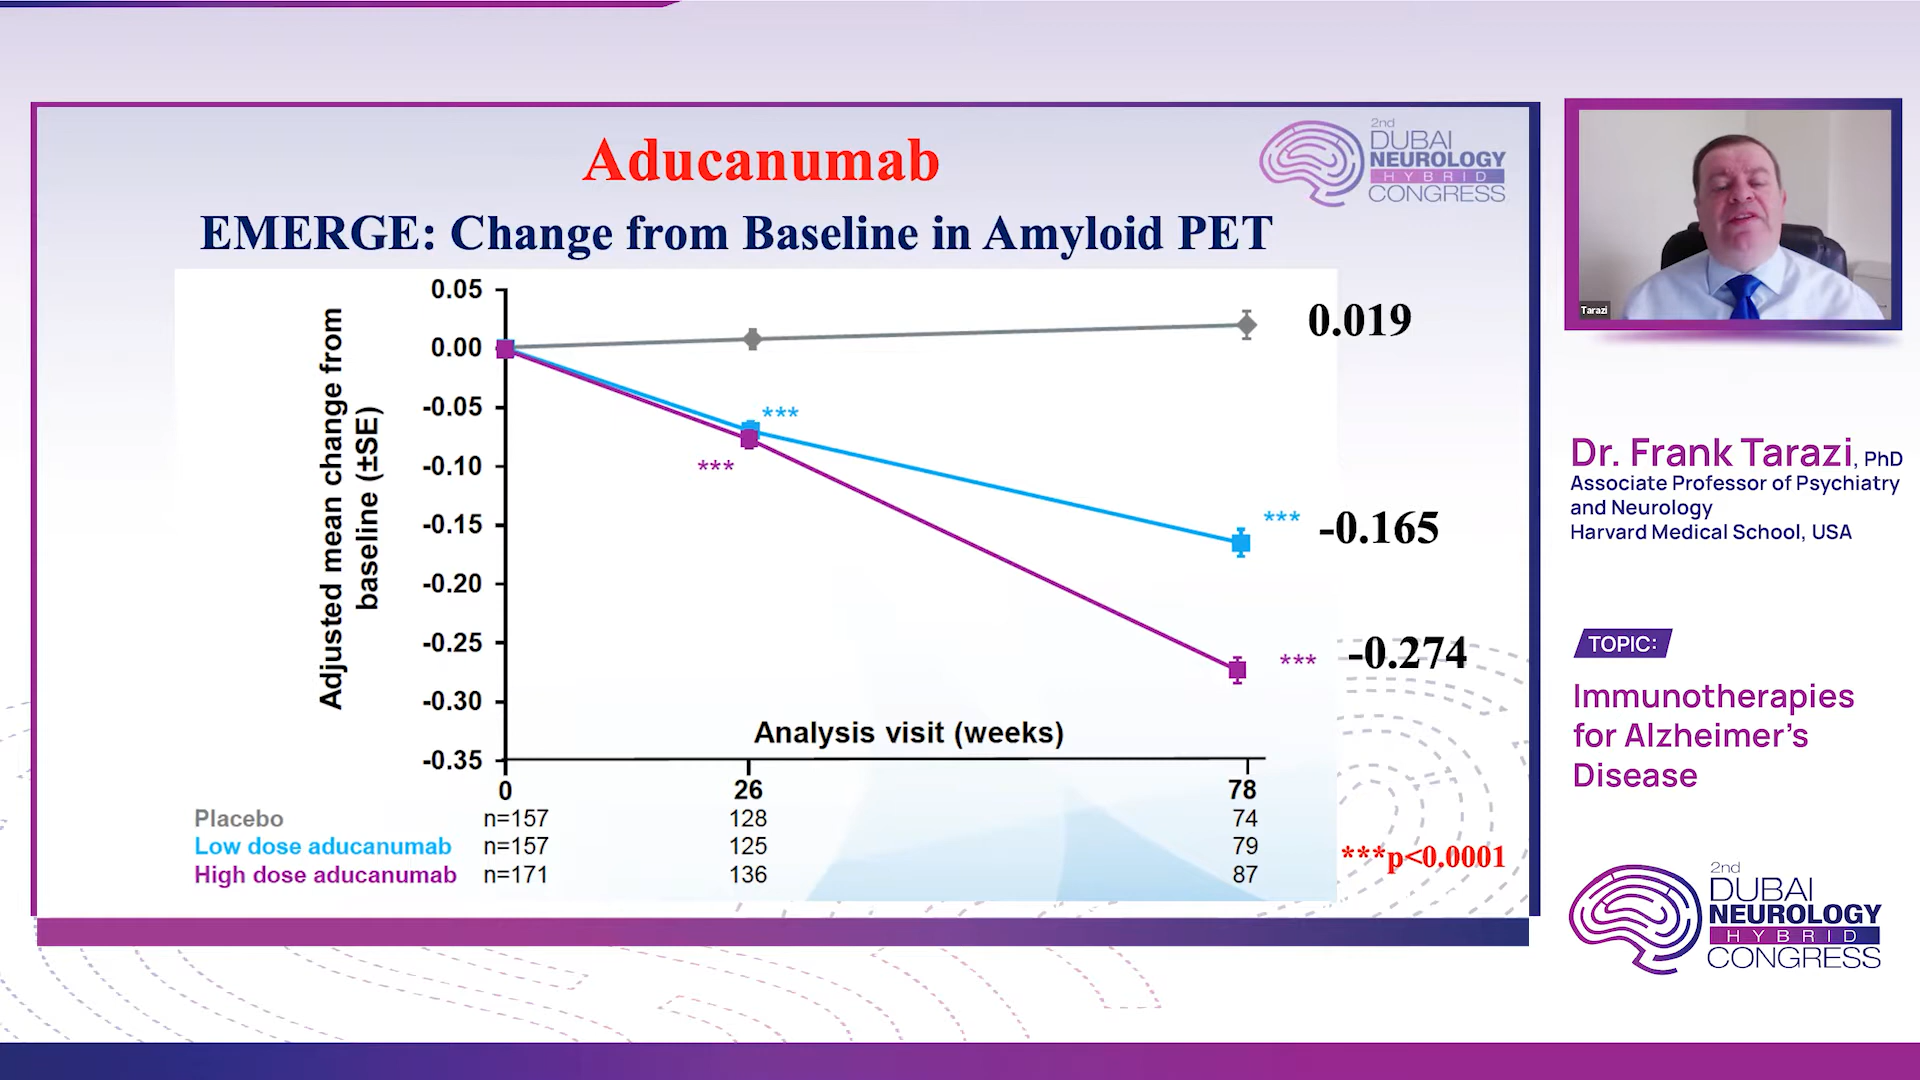 Aducanumab
2nd
DUBAI
NEUROLOGY
HYBRID
CONGRESS
EMERGE: Change from Baseline in Amyloid PET
Adjusted mean change from
baseline (±SE)
0.05
0.00
-0.05
-0.10
-0.15
-0.20
-0.25
-0.30
-0.35
***
***
0.019
*** -0.165
*** -0.274
Analysis visit (weeks)
0 26 78
Placebo n=157 128 74
Low dose aducanumab n=157 125 79
High dose aducanumab n=171 136 87
***p<0.0001
Tarazi
Dr. Frank Tarazi, PhD
Associate Professor of Psychiatry
and Neurology
Harvard Medical School, USA
TOPIC:
Immunotherapies
for Alzheimer's
Disease
2nd
DUBAI
NEUROLOGY
HYBRID
CONGRESS